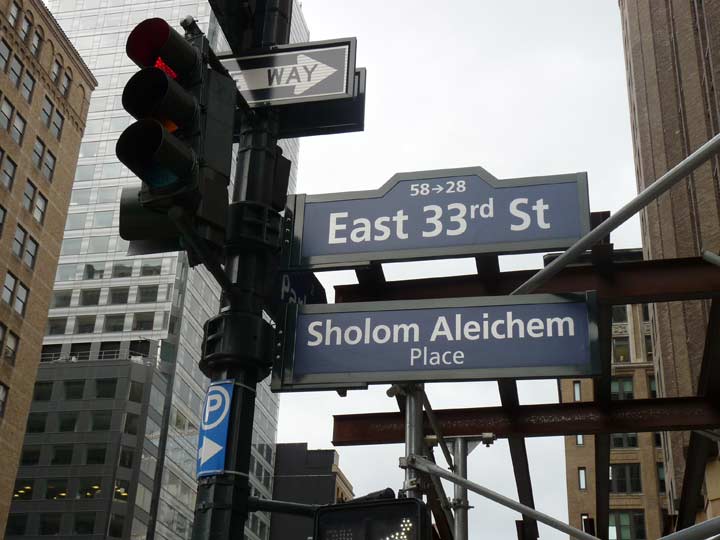 WAY
58→28
East 33rd St
Sholom Aleichem
Place
P